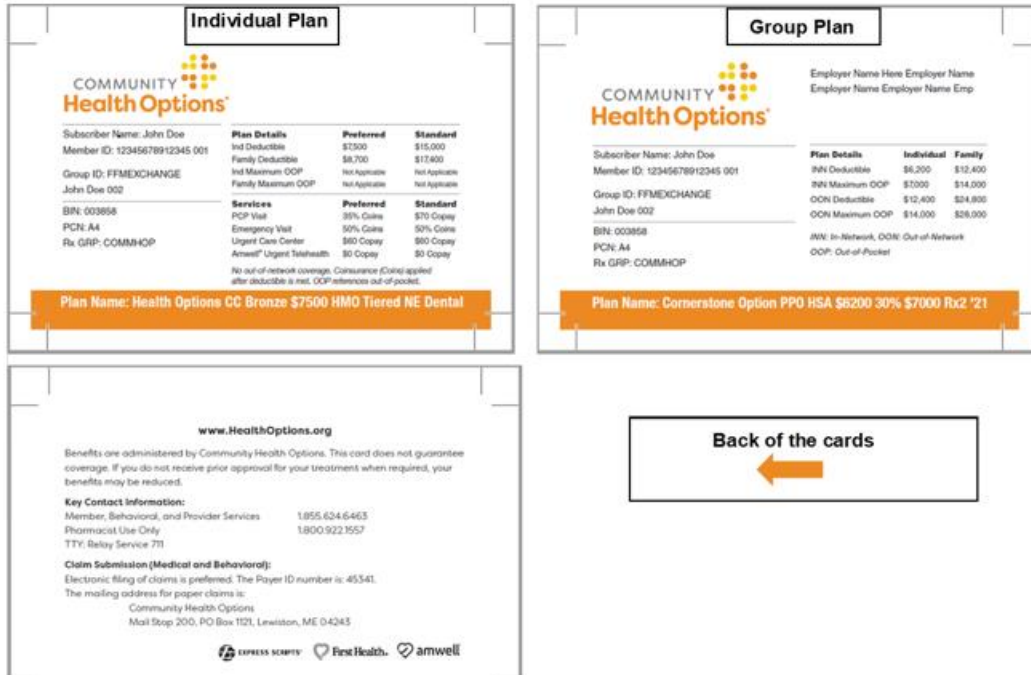 Individual Plan
COMMUNITY
Health Options
Subscriber Name: John Doe
Member ID: 12345678912345 001
Group ID: FFMEXCHANGE
John Doe 002
BIN: 003858
PCN: A4
Rx GRP: COMMHOP
Plan Details Preferred Standard
Ind Deductible $7,500 $15,000
Family Deductible $8,700 $17,400
Ind Maximum OOP Not Applicable Not Applicable
Family Maximum OOP Not Applicable Not Applicable
Services Preferred Standard
PCP Visit 35% Coins $70 Copay
Emergency Visit 50% Coins 50% Coins
Urgent Care Center $60 Copay $60 Copay
Amwell® Urgent Telehealth $0 Copay $0 Copay
No out-of-network coverage. Coinsurance (Coins) applied
after deductible is met. OOP references out-of-pocket.
Plan Name: Health Options CC Bronze $7500 HMO Tiered NE Dental
Group Plan
COMMUNITY
Health Options
Employer Name Here Employer Name
Employer Name Employer Name Emp
Subscriber Name: John Doe
Member ID: 12345678912345 001
Group ID: FFMEXCHANGE
John Doe 002
BIN: 003858
PCN: A4
Rx GRP: COMMHOP
Plan Details Individual Family
INN Deductible $6,200 $12,400
INN Maximum OOP $7,000 $14,000
OON Deductible $12,400 $24,800
OON Maximum OOP $14,000 $28,000
INN: In-Network, OON: Out-of-Network
OOP: Out-of-Pocket
Plan Name: Cornerstone Option PPO HSA $6200 30% $7000 Rx2 '21
www.HealthOptions.org
Benefits are administered by Community Health Options. This card does not guarantee
coverage. If you do not receive prior approval for your treatment when required, your
benefits may be reduced.
Key Contact Information:
Member, Behavioral, and Provider Services 1.855.624.6463
Pharmacist Use Only 1.800.922.1557
TTY: Relay Service 711
Claim Submission (Medical and Behavioral):
Electronic filing of claims is preferred. The Payer ID number is: 45341.
The mailing address for paper claims is:
Community Health Options
Mail Stop 200, PO Box 1121, Lewiston, ME 04243
EXPRESS SCRIPTS First Health. amwell
Back of the cards